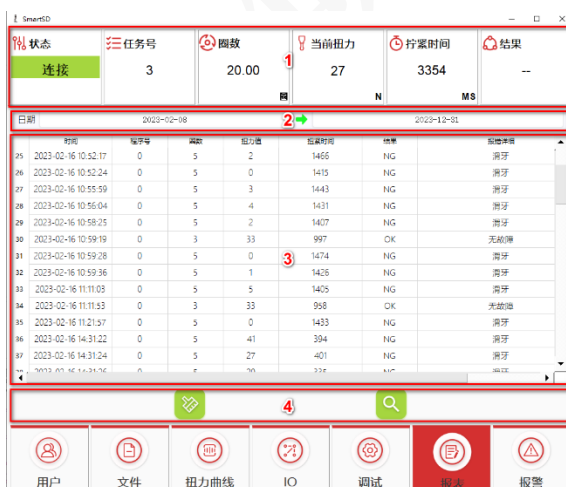 SmartSD
状态 任务号 圈数 当前扭力 拧紧时间 结果
连接 3 20.00 27 3354 --
圈 N MS
1
日期 2023-02-08 2 2023-12-31
时间 程序号 圈数 扭力值 拧紧时间 结果 报警详细
25 2023-02-16 10:52:17 0 5 2 1466 NG 滑牙
26 2023-02-16 10:52:24 0 5 0 1415 NG 滑牙
27 2023-02-16 10:55:59 0 5 3 1443 NG 滑牙
28 2023-02-16 10:56:04 0 5 4 1431 NG 滑牙
29 2023-02-16 10:58:25 0 5 2 1407 NG 滑牙
30 2023-02-16 10:59:19 0 3 33 997 OK 无故障
31 2023-02-16 10:59:28 0 5 0 1474 NG 滑牙
3
32 2023-02-16 10:59:36 0 5 1 1426 NG 滑牙
33 2023-02-16 11:11:03 0 5 5 1405 NG 滑牙
34 2023-02-16 11:11:53 0 3 33 958 OK 无故障
35 2023-02-16 11:21:57 0 5 0 1433 NG 滑牙
36 2023-02-16 14:31:22 0 5 41 394 NG 滑牙
37 2023-02-16 14:31:24 0 5 27 401 NG 滑牙
4
用户 文件 扭力曲线 IO 调试 报表 报警